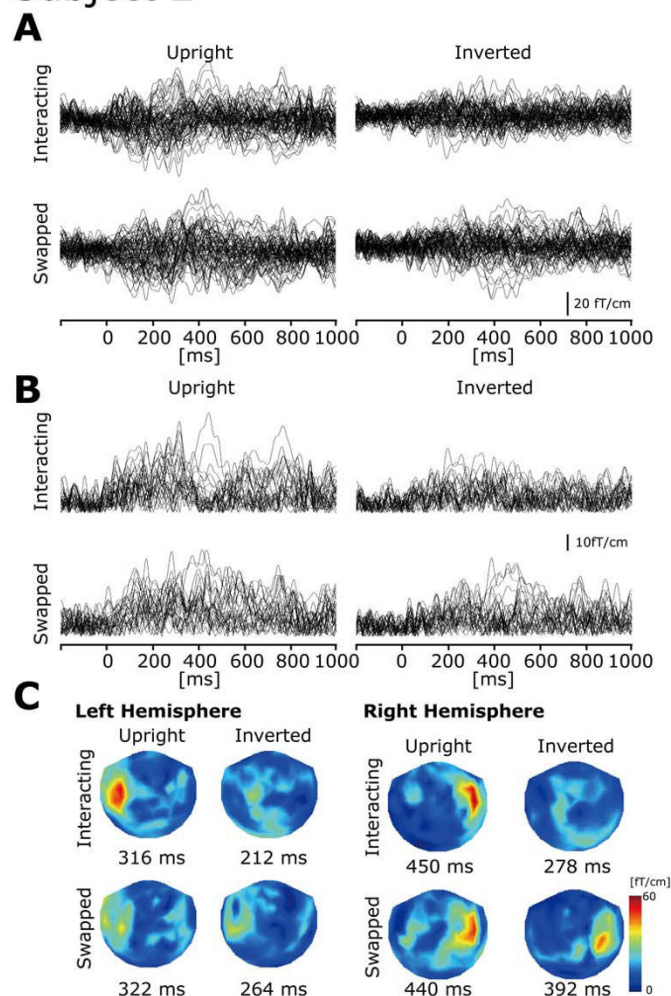 A
Upright Inverted
Interacting
Swapped
20 fT/cm
0 200 400 600 800 1000 0 200 400 600 800 1000
[ms] [ms]
B
Upright Inverted
Interacting
10fT/cm
Swapped
0 200 400 600 800 1000 0 200 400 600 800 1000
[ms] [ms]
C
Left Hemisphere Right Hemisphere
Upright Inverted Upright Inverted
Interacting Interacting
316 ms 212 ms 450 ms 278 ms
[fT/cm]
60
Swapped Swapped
0
322 ms 264 ms 440 ms 392 ms